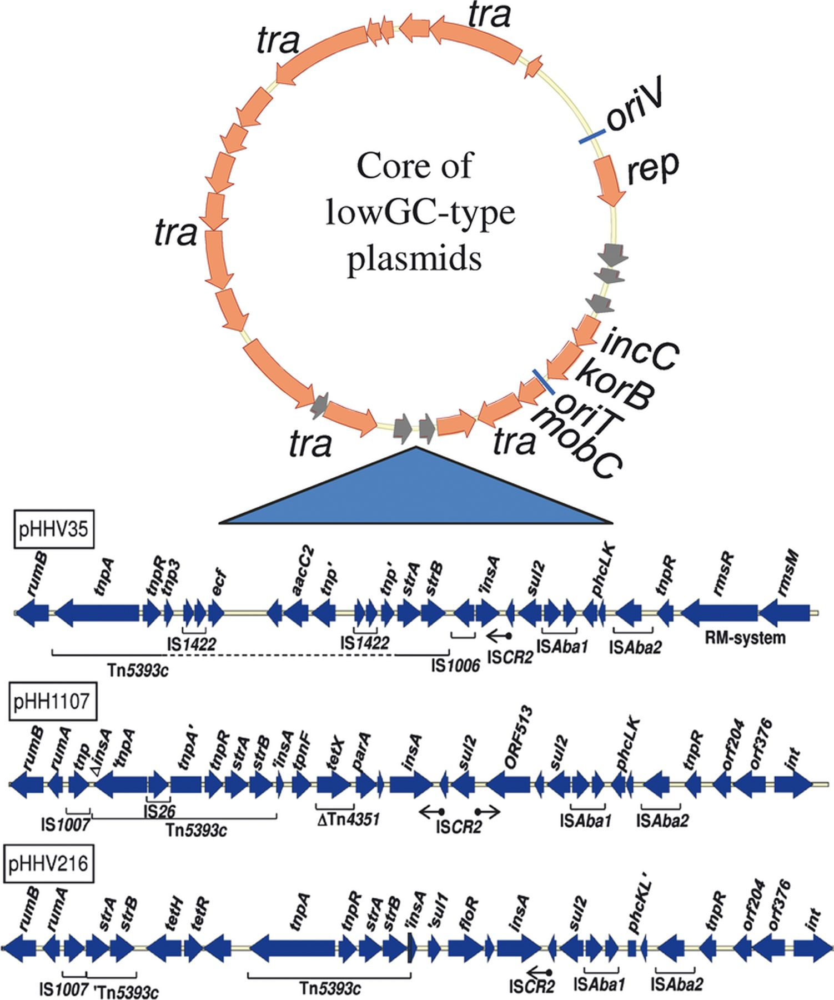 tra
tra
oriV
rep
Core of
lowGC-type
plasmids
tra
incC
korB
oriT
mobC
tra
tra
pHHV35
rumB tnpA tnpR tnp3 ecf aacC2 tnp' tnp' strA strB 'insA sul2 phcLK tnpR rmsR rmsM
IS1422 IS1422 ISCR2 ISAba1 ISAba2 RM-system
Tn5393c IS1006
pHH1107
rumB rumA tnp ΔinsA 'tnpA tnpA' tnpR strA strB 'insA tpnF tetX parA insA sul2 ORF513 sul2 phcLK tnpR orf204 orf376 int
IS1007 IS26 Tn5393c ΔTn4351 ISCR2 ISAba1 ISAba2
pHHV216
rumB rumA strA strB tetH tetR tnpA tnpR strA strB 'insA 'sul1 floR insA sul2 phcKL' tnpR orf204 orf376 int
IS1007 'Tn5393c Tn5393c ISCR2 ISAba1 ISAba2